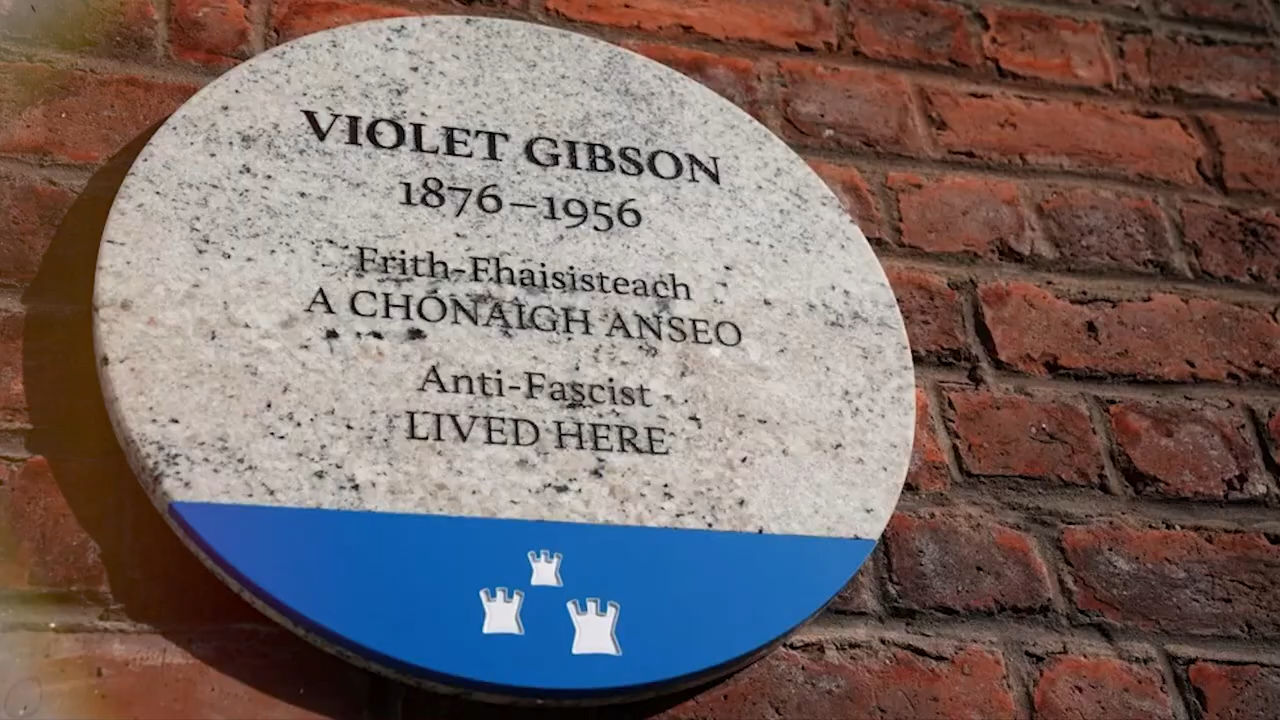 VIOLET GIBSON
1876–1956
Frith-Fhaisisteach
A CHÓNAIGH ANSEO
Anti-Fascist
LIVED HERE